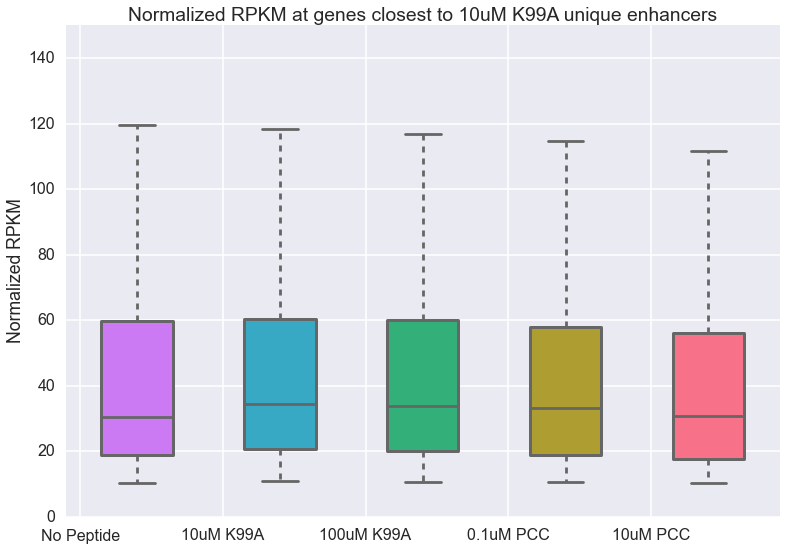 Normalized RPKM at genes closest to 10uM K99A unique enhancers
140
120
100
80
60
40
20
0
Normalized RPKM
No Peptide
10uM K99A
100uM K99A
0.1uM PCC
10uM PCC